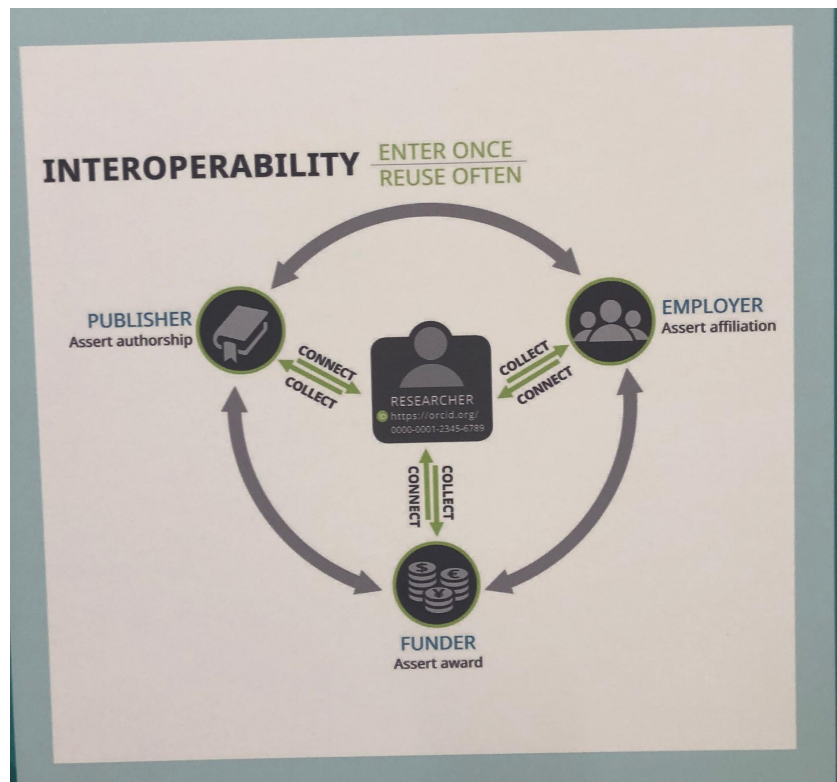 INTEROPERABILITY
ENTER ONCE
REUSE OFTEN
PUBLISHER
Assert authorship
EMPLOYER
Assert affiliation
CONNECT
COLLECT
COLLECT
CONNECT
RESEARCHER
https://orcid.org/
0000-0001-2345-6789
CONNECT
COLLECT
$
€
¥
FUNDER
Assert award